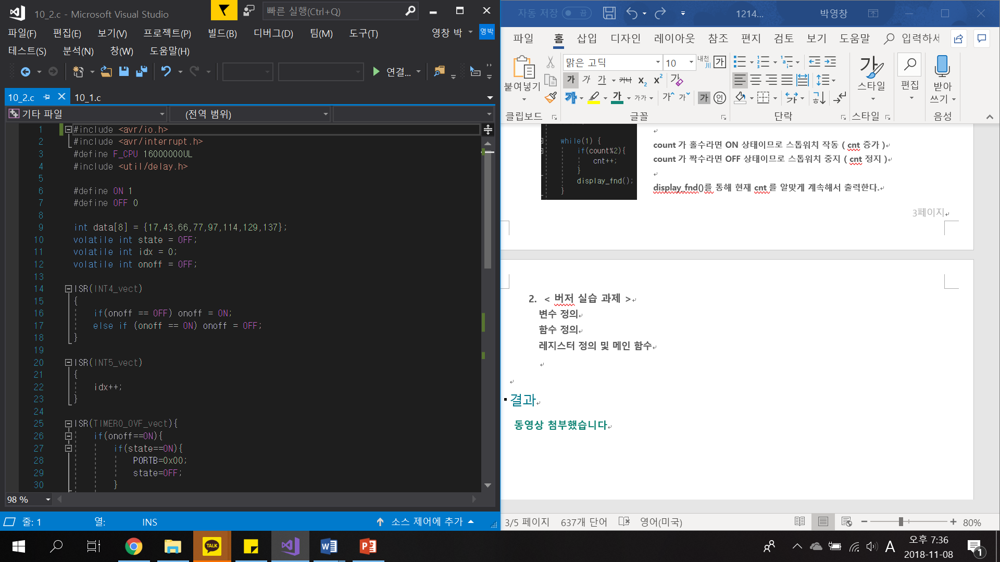 10_2.c - Microsoft Visual Studio
빠른 실행(Ctrl+Q)
파일(F) 편집(E) 보기(V) 프로젝트(P) 빌드(B) 디버그(D) 팀(M) 도구(T) 영창 박 영박
테스트(S) 분석(N) 창(W) 도움말(H)
연결...
10_2.c 10_1.c
기타 파일 (전역 범위)
1 #include <avr/io.h>
2 #include <avr/interrupt.h>
3 #define F_CPU 16000000UL
4 #include <util/delay.h>
5
6 #define ON 1
7 #define OFF 0
8
9 int data[8] = {17,43,66,77,97,114,129,137};
10 volatile int state = OFF;
11 volatile int idx = 0;
12 volatile int onoff = OFF;
13
14 ISR(INT4_vect)
15 {
16 if(onoff == OFF) onoff = ON;
17 else if (onoff == ON) onoff = OFF;
18 }
19
20 ISR(INT5_vect)
21 {
22 idx++;
23 }
24
25 ISR(TIMER0_OVF_vect){
26 if(onoff==ON){
27 if(state==ON){
28 PORTB=0x00;
29 state=OFF;
30 }
98 %
줄: 1 열: INS 소스 제어에 추가
자동 저장 끔 1214... 박영창
파일 홈 삽입 디자인 레이아웃 참조 편지 검토 보기 도움말 입력하서
붙여넣기 맑은 고딕 10 내천 川 가
가 가 가 가나 x₂ x² 가
가 가 가가 가 가 가 인
스타일 편집 받아쓰기
클립보드 글꼴 단락 스타일 음성
while(1) {
if(count%2){
cnt++;
}
display_fnd();
}
count 가 홀수라면 ON 상태이므로 스톱워치 작동 ( cnt 증가 )
count 가 짝수라면 OFF 상태이므로 스톱워치 중지 ( cnt 정지 )
display_fnd()를 통해 현재 cnt 를 알맞게 계속해서 출력한다.
3페이지
2. < 버저 실습 과제 >
변수 정의
함수 정의
레지스터 정의 및 메인 함수
결과
동영상 첨부했습니다
3/5 페이지 637개 단어 영어(미국) 80%
TALK
A
오후 7:36
2018-11-08
1